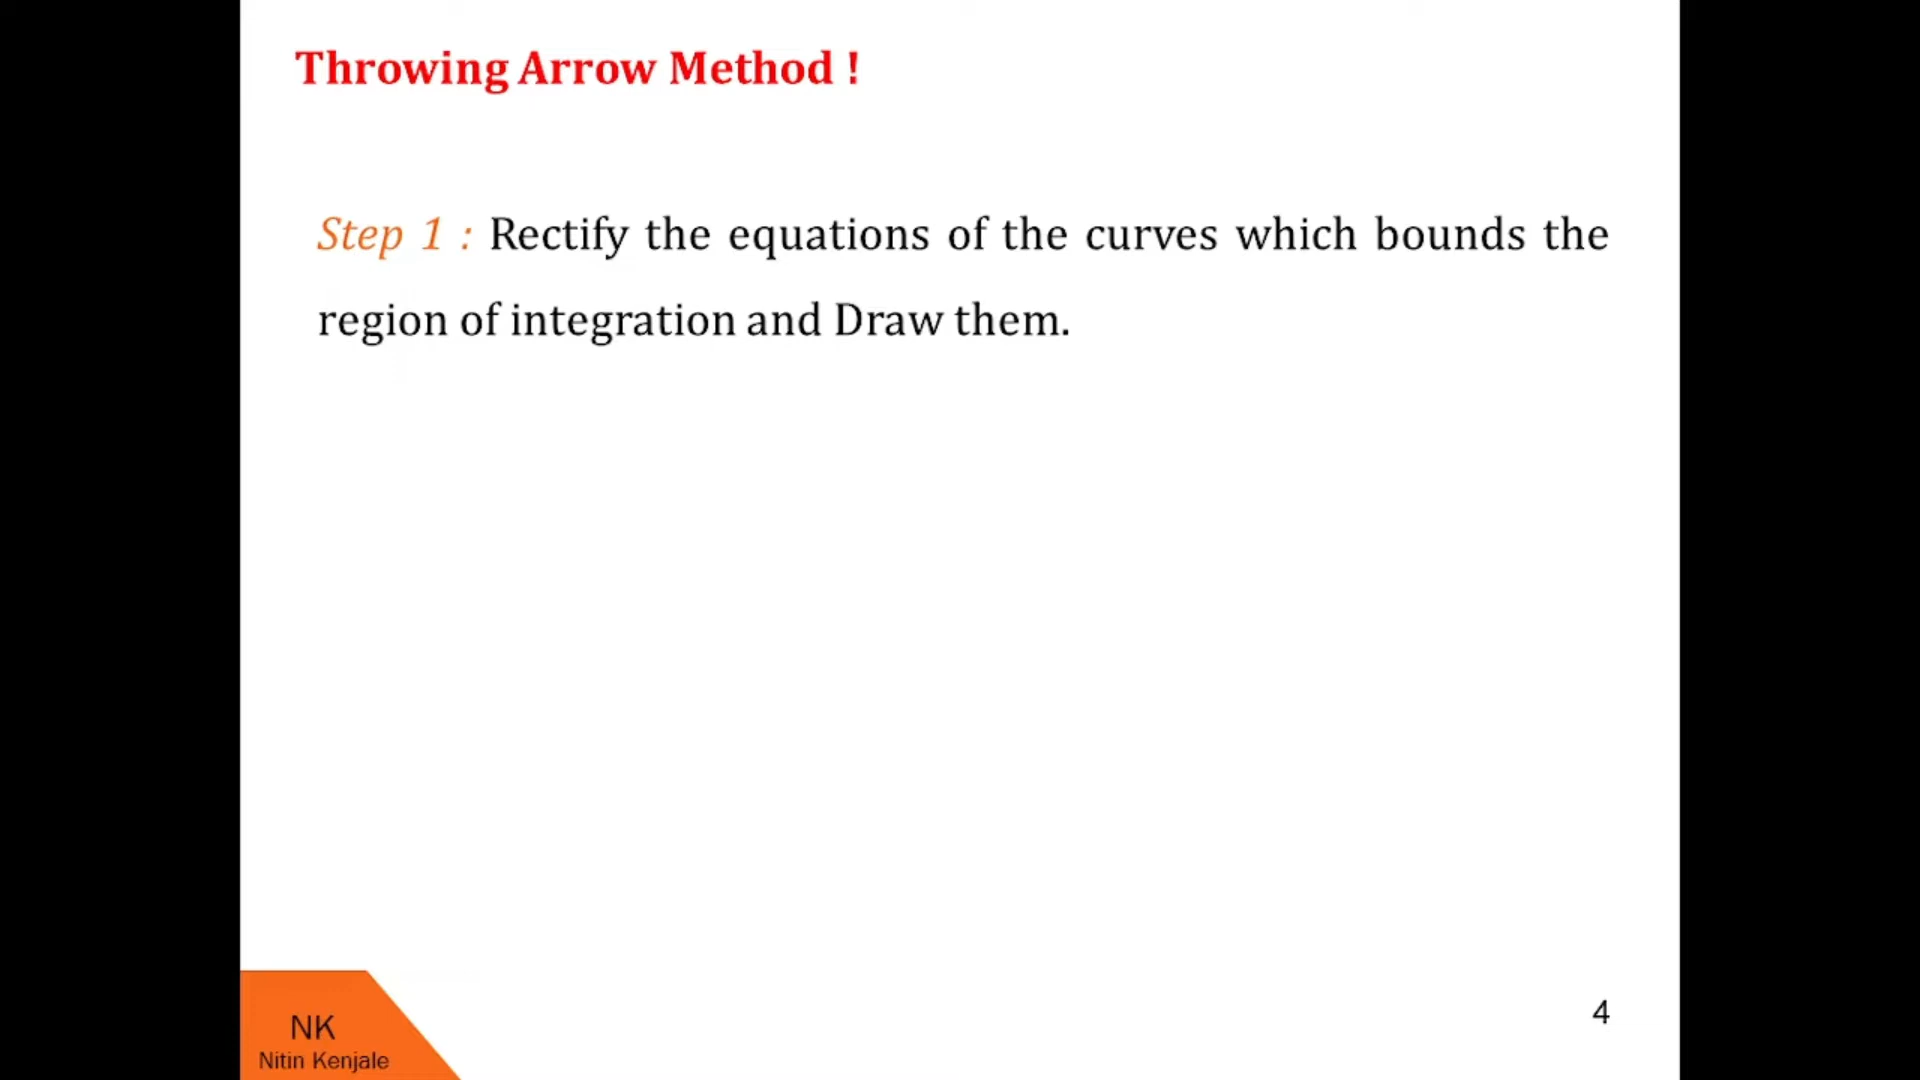 Throwing Arrow Method !
Step 1 : Rectify the equations of the curves which bounds the
region of integration and Draw them.
NK
Nitin Kenjale
4